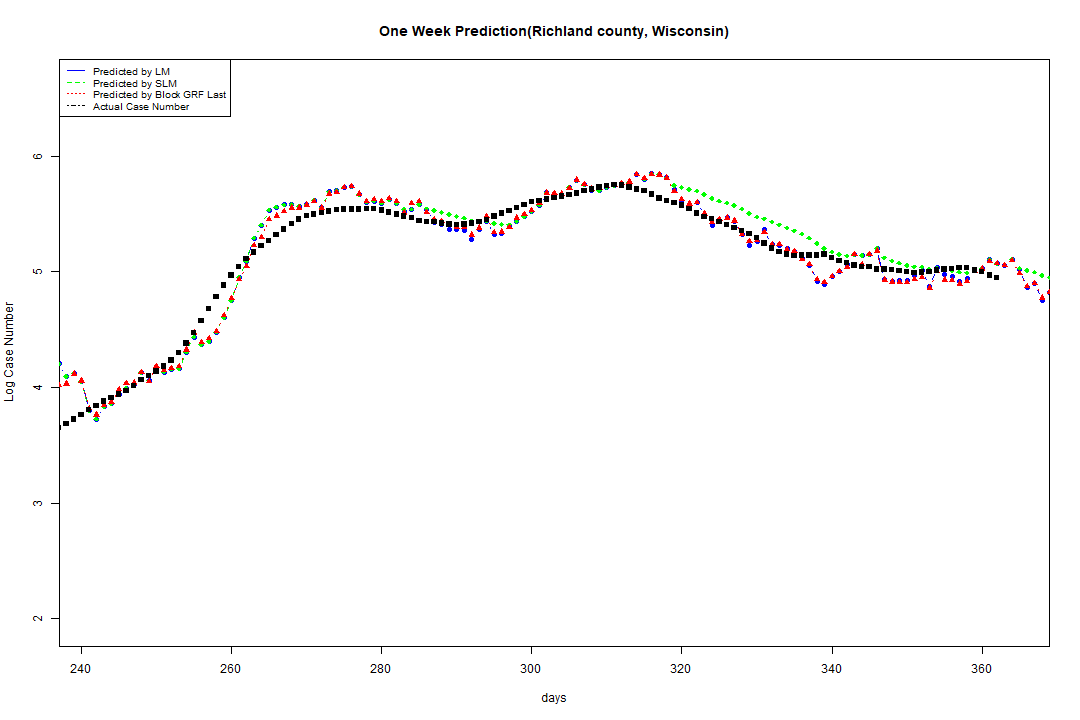 One Week Prediction(Richland county, Wisconsin)
Predicted by LM
Predicted by SLM
Predicted by Block GRF Last
Actual Case Number
6
5
4
3
2
Log Case Number
240 260 280 300 320 340 360
days